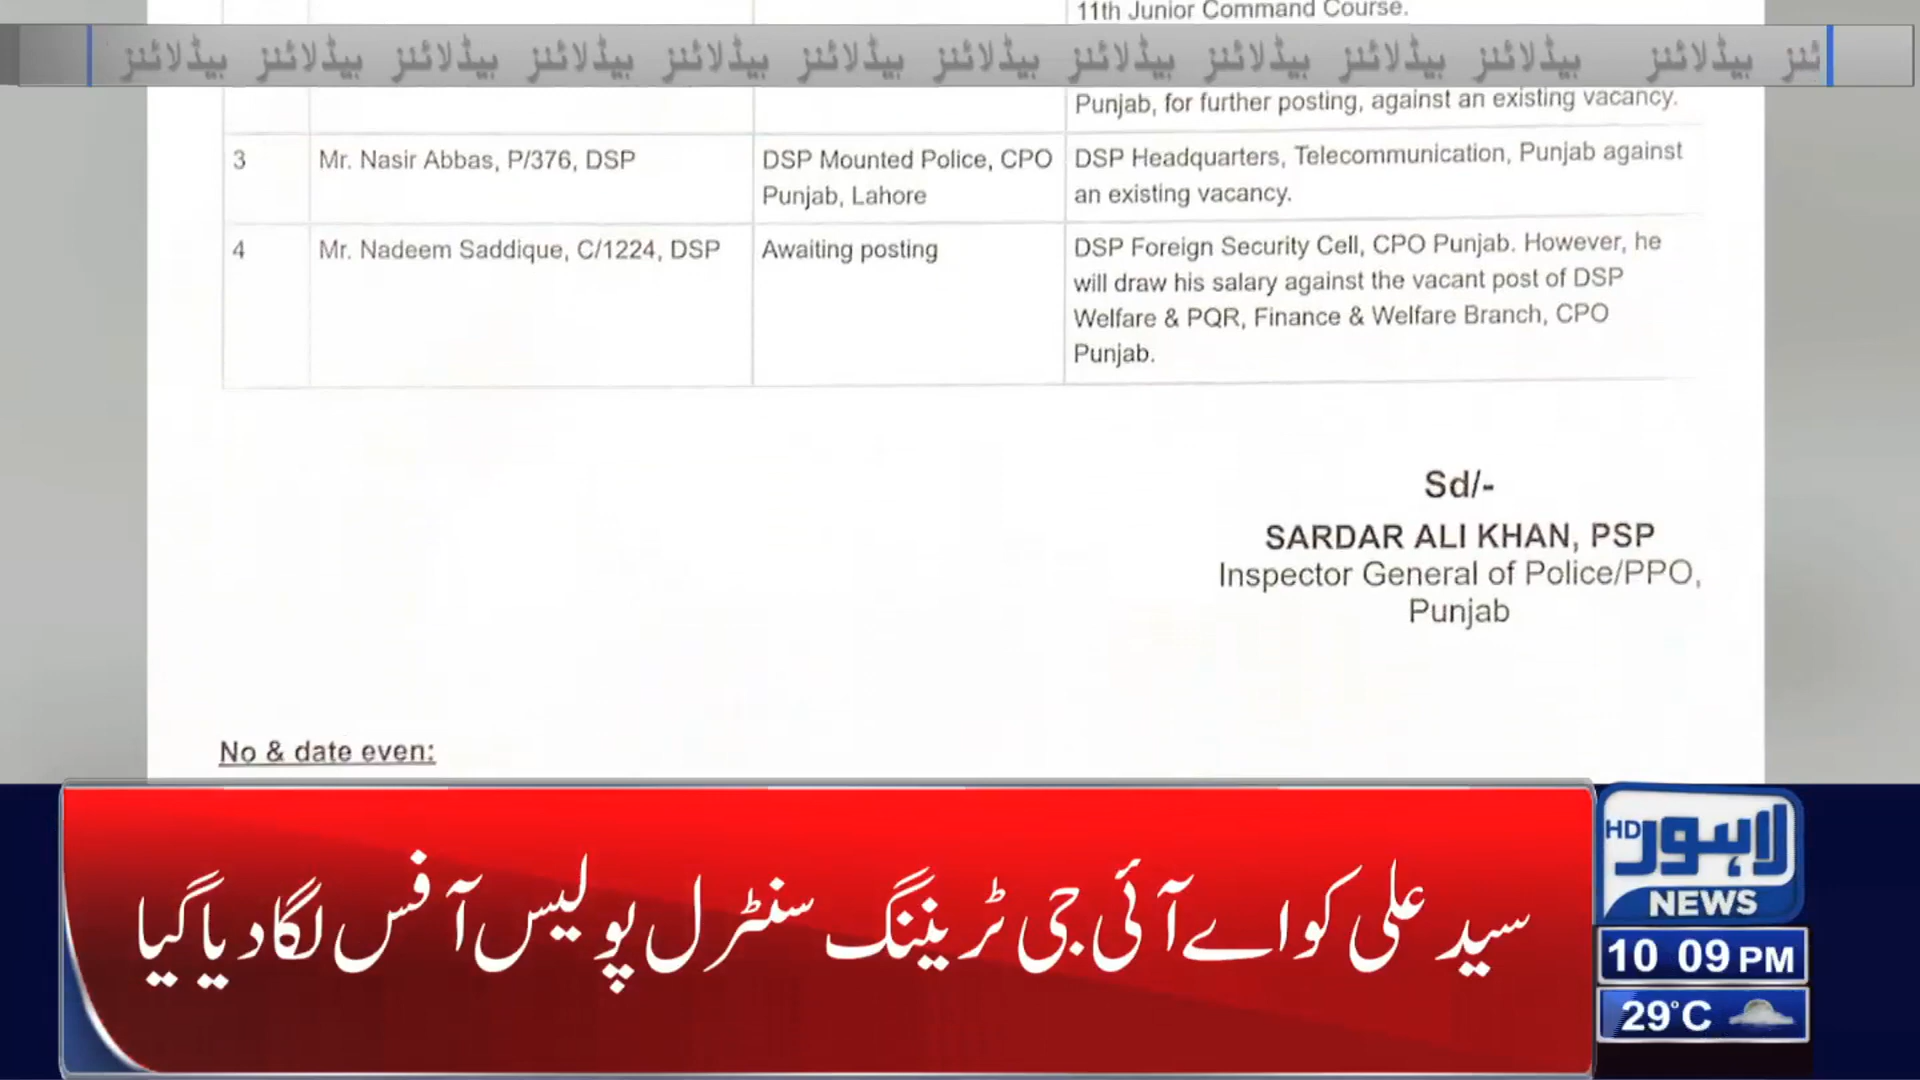 11th Junior Command Course.
ہیڈلائنز ہیڈلائنز ہیڈلائنز ہیڈلائنز ہیڈلائنز ہیڈلائنز ہیڈلائنز ہیڈلائنز ہیڈلائنز ہیڈلائنز ہیڈلائنز ہیڈلائنز ئنز
Punjab, for further posting, against an existing vacancy.
3 Mr. Nasir Abbas, P/376, DSP DSP Mounted Police, CPO DSP Headquarters, Telecommunication, Punjab against
Punjab, Lahore an existing vacancy.
4 Mr. Nadeem Saddique, C/1224, DSP Awaiting posting DSP Foreign Security Cell, CPO Punjab. However, he
will draw his salary against the vacant post of DSP
Welfare & PQR, Finance & Welfare Branch, CPO
Punjab.
Sd/-
SARDAR ALI KHAN, PSP
Inspector General of Police/PPO,
Punjab
No & date even:
سید علی کو اے آئی جی ٹریننگ سنٹرل پولیس آفس لگا دیا گیا
لاہور HD
NEWS
10 09 PM
29°C